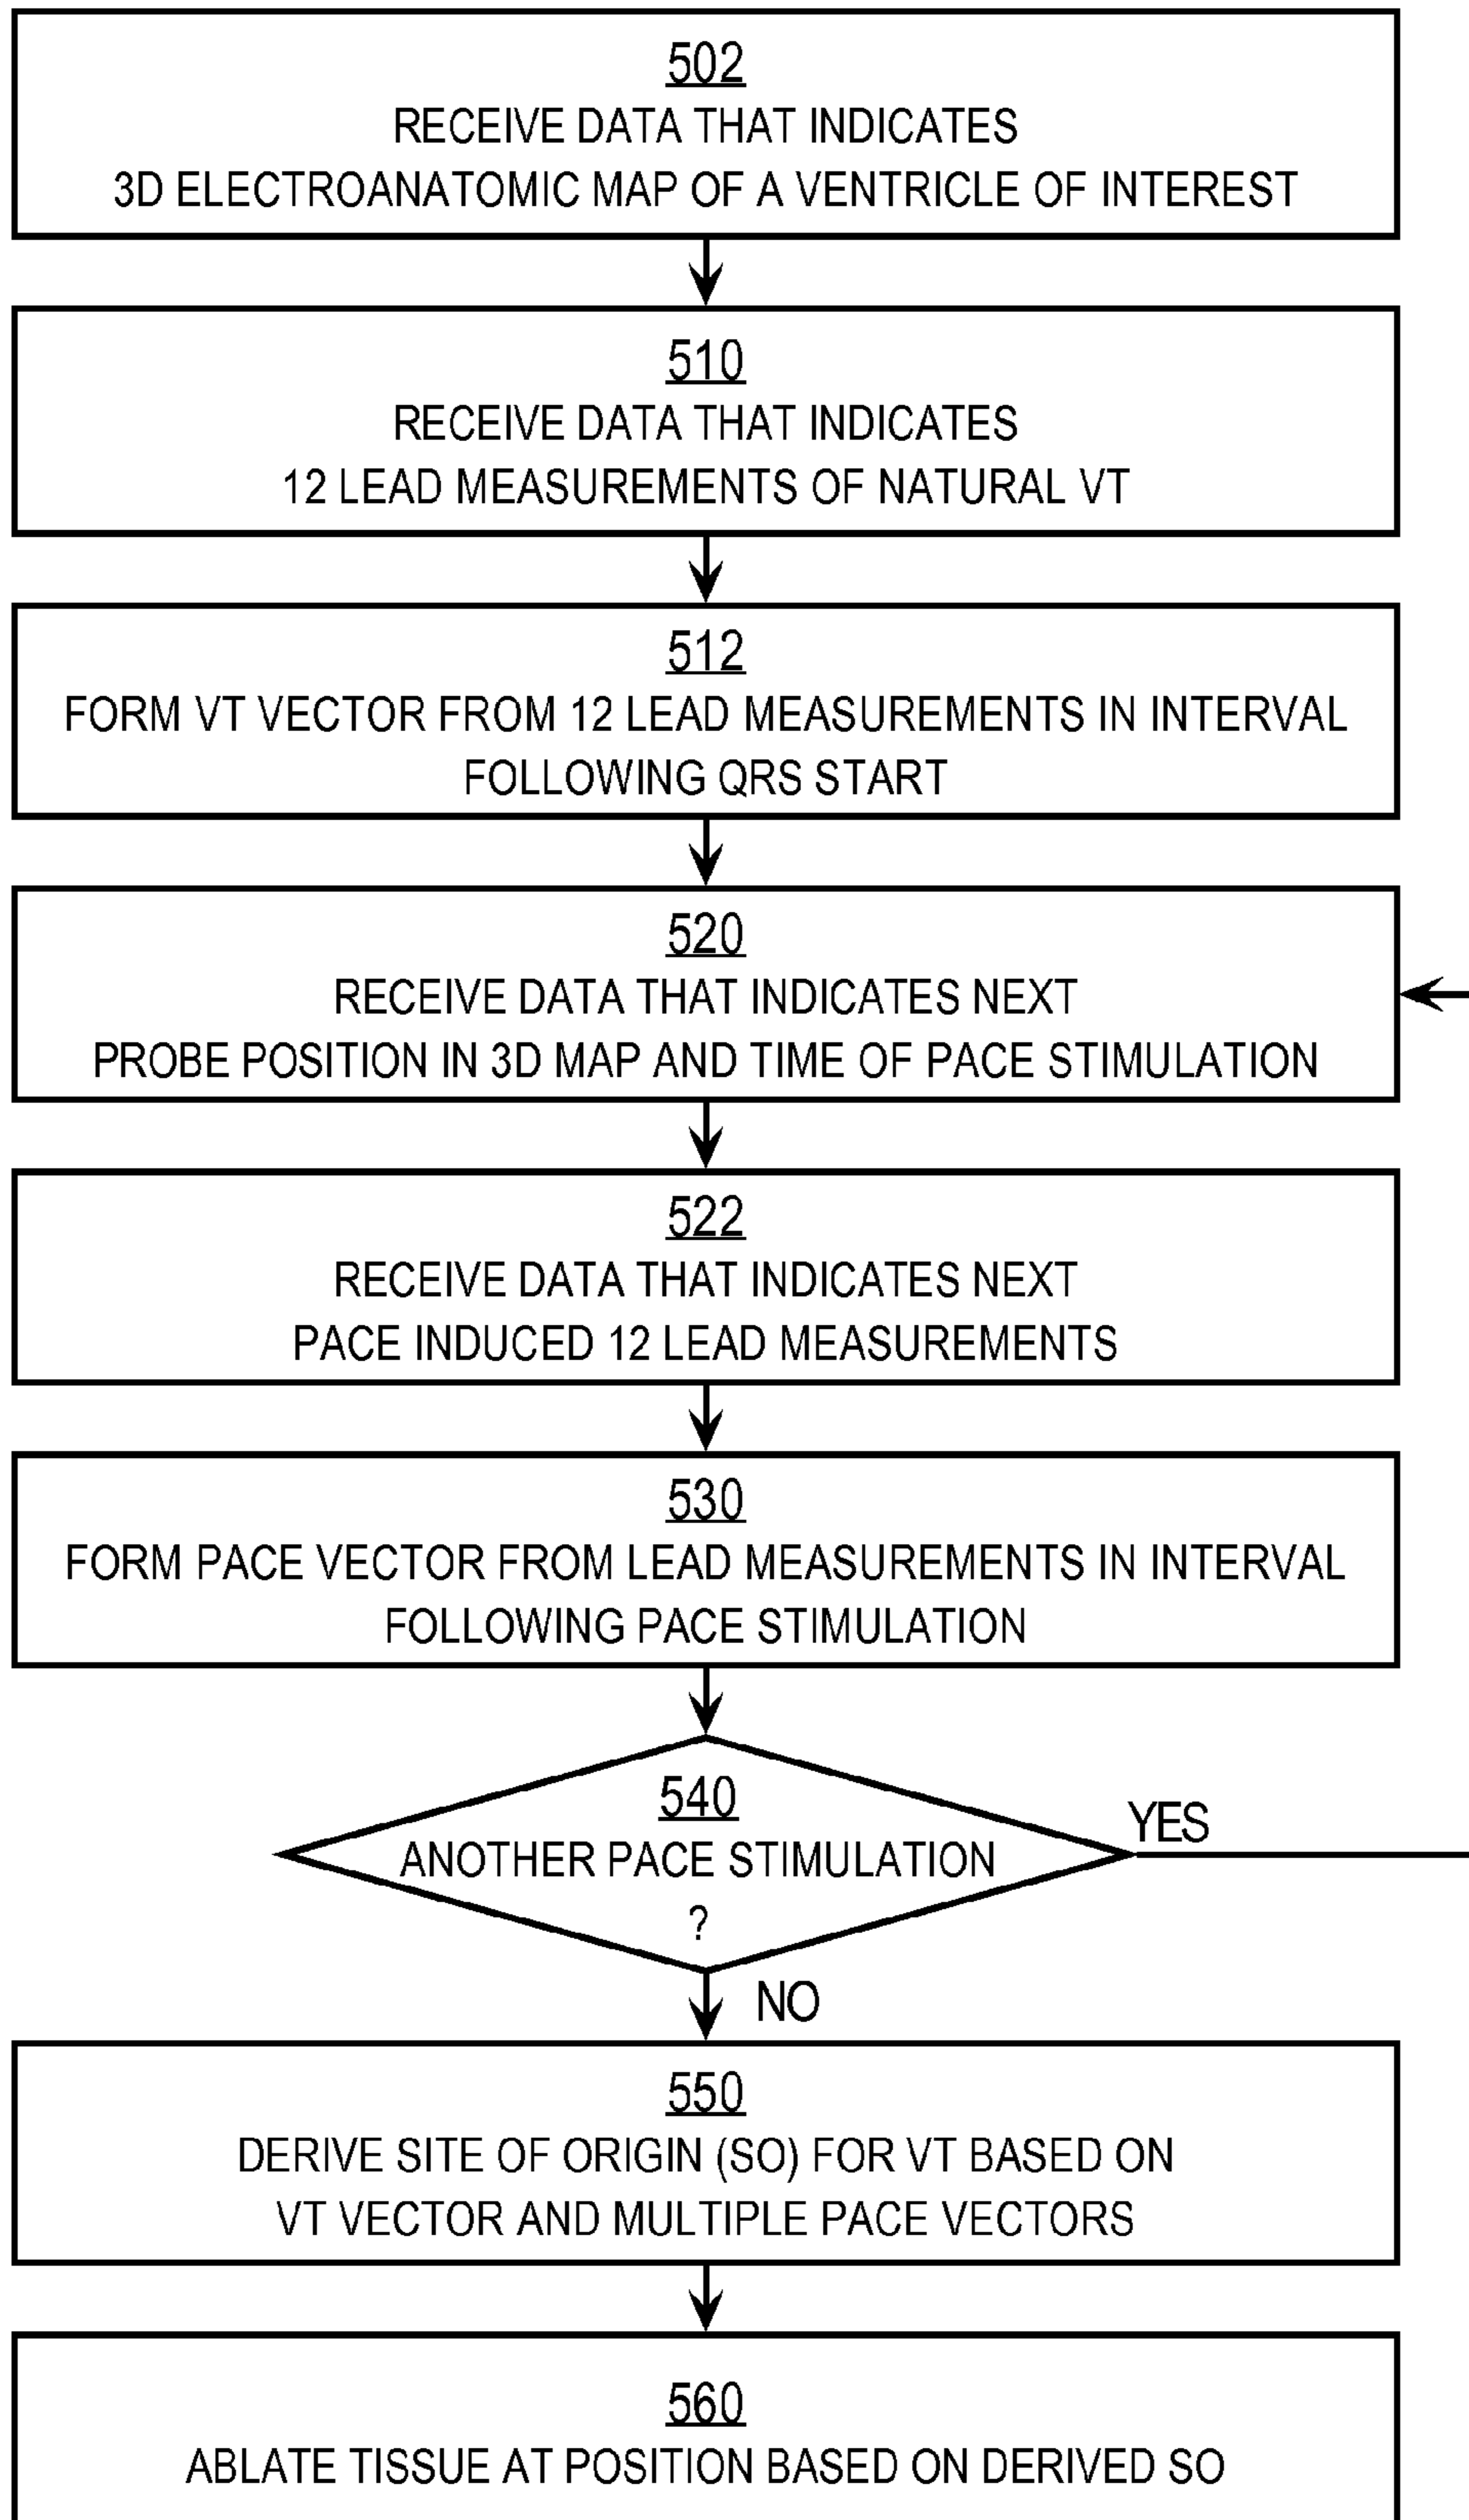 502
RECEIVE DATA THAT INDICATES
3D ELECTROANATOMIC MAP OF A VENTRICLE OF INTEREST
510
RECEIVE DATA THAT INDICATES
12 LEAD MEASUREMENTS OF NATURAL VT
512
FORM VT VECTOR FROM 12 LEAD MEASUREMENTS IN INTERVAL
FOLLOWING QRS START
520
RECEIVE DATA THAT INDICATES NEXT
PROBE POSITION IN 3D MAP AND TIME OF PACE STIMULATION
522
RECEIVE DATA THAT INDICATES NEXT
PACE INDUCED 12 LEAD MEASUREMENTS
530
FORM PACE VECTOR FROM LEAD MEASUREMENTS IN INTERVAL
FOLLOWING PACE STIMULATION
540
ANOTHER PACE STIMULATION
?
YES
NO
550
DERIVE SITE OF ORIGIN (SO) FOR VT BASED ON
VT VECTOR AND MULTIPLE PACE VECTORS
560
ABLATE TISSUE AT POSITION BASED ON DERIVED SO